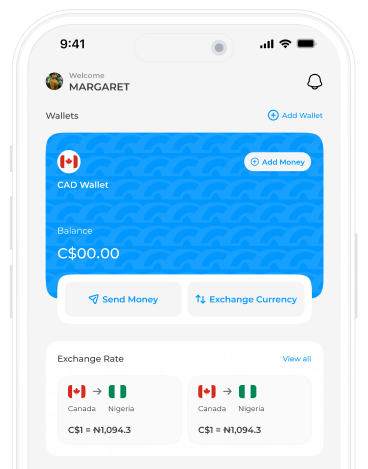 9:41
Welcome
MARGARET
Wallets
Add Wallet
Add Money
CAD Wallet
Balance
C$00.00
Send Money
Exchange Currency
Exchange Rate
View all
Canada Nigeria
C$1 = ₦1,094.3
Canada Nigeria
C$1 = ₦1,094.3